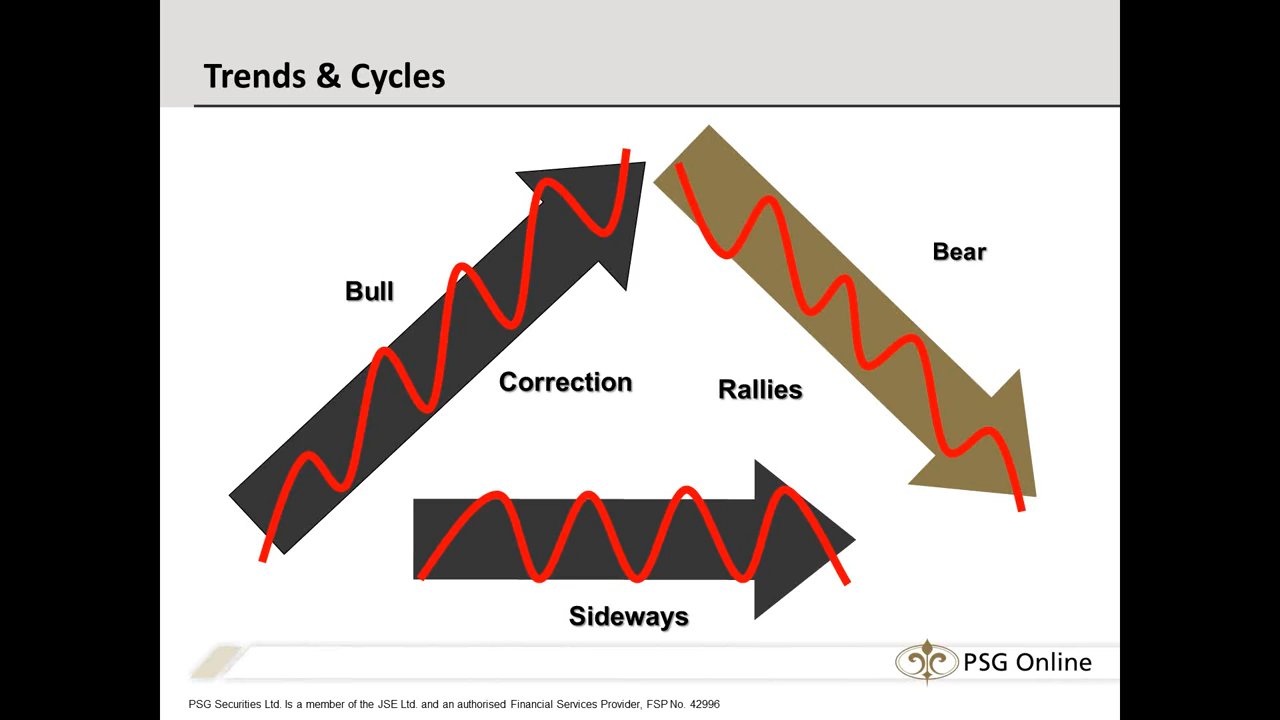 Trends & Cycles
Bull
Bear
Correction
Rallies
Sideways
PSG Online
PSG Securities Ltd. Is a member of the JSE Ltd. and an authorised Financial Services Provider, FSP No. 42996